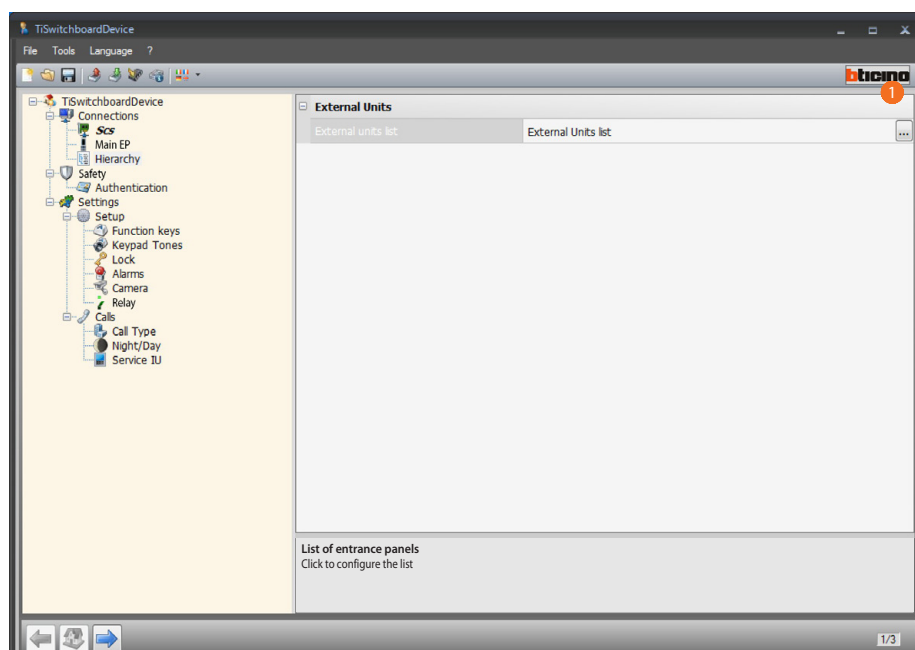 TiSwitchboardDevice
File Tools Language ?
bticino
1
TiSwitchboardDevice
Connections
Scs
Main EP
Hierarchy
Safety
Authentication
Settings
Setup
Function keys
Keypad Tones
Lock
Alarms
Camera
Relay
Calls
Call Type
Night/Day
Service IU
External Units
External units list External Units list ...
List of entrance panels
Click to configure the list
1/3